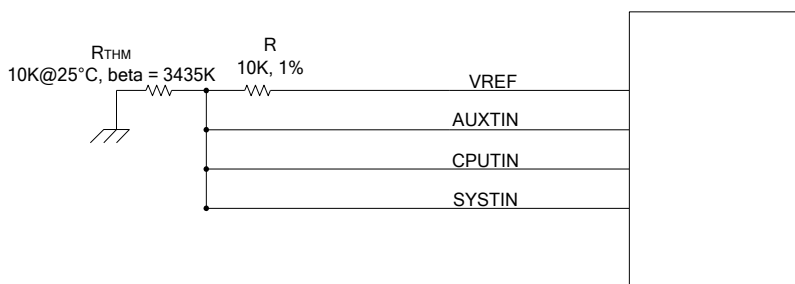 RTHM
10K@25°C, beta = 3435K
R
10K, 1%
VREF
AUXTIN
CPUTIN
SYSTIN